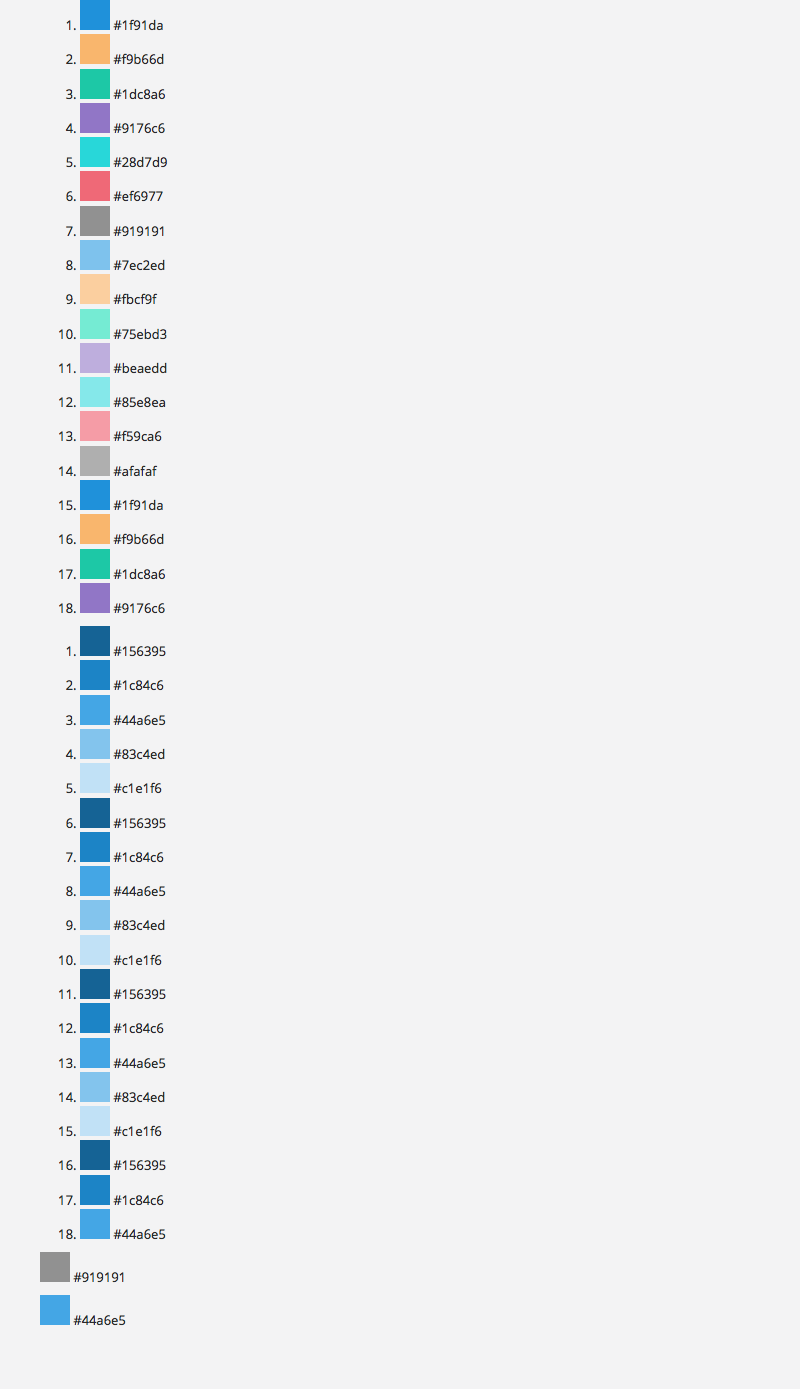 1. #1f91da
2. #f9b66d
3. #1dc8a6
4. #9176c6
5. #28d7d9
6. #ef6977
7. #919191
8. #7ec2ed
9. #fbcf9f
10. #75ebd3
11. #beaedd
12. #85e8ea
13. #f59ca6
14. #afafaf
15. #1f91da
16. #f9b66d
17. #1dc8a6
18. #9176c6
1. #156395
2. #1c84c6
3. #44a6e5
4. #83c4ed
5. #c1e1f6
6. #156395
7. #1c84c6
8. #44a6e5
9. #83c4ed
10. #c1e1f6
11. #156395
12. #1c84c6
13. #44a6e5
14. #83c4ed
15. #c1e1f6
16. #156395
17. #1c84c6
18. #44a6e5
#919191
#44a6e5